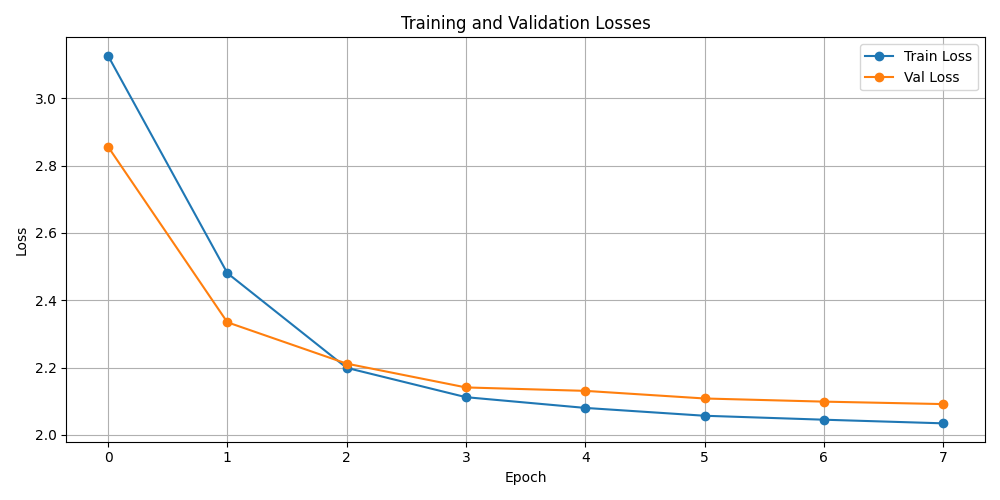 Training and Validation Losses
Train Loss
Val Loss
3.0
2.8
2.6
2.4
2.2
2.0
Loss
0 1 2 3 4 5 6 7
Epoch